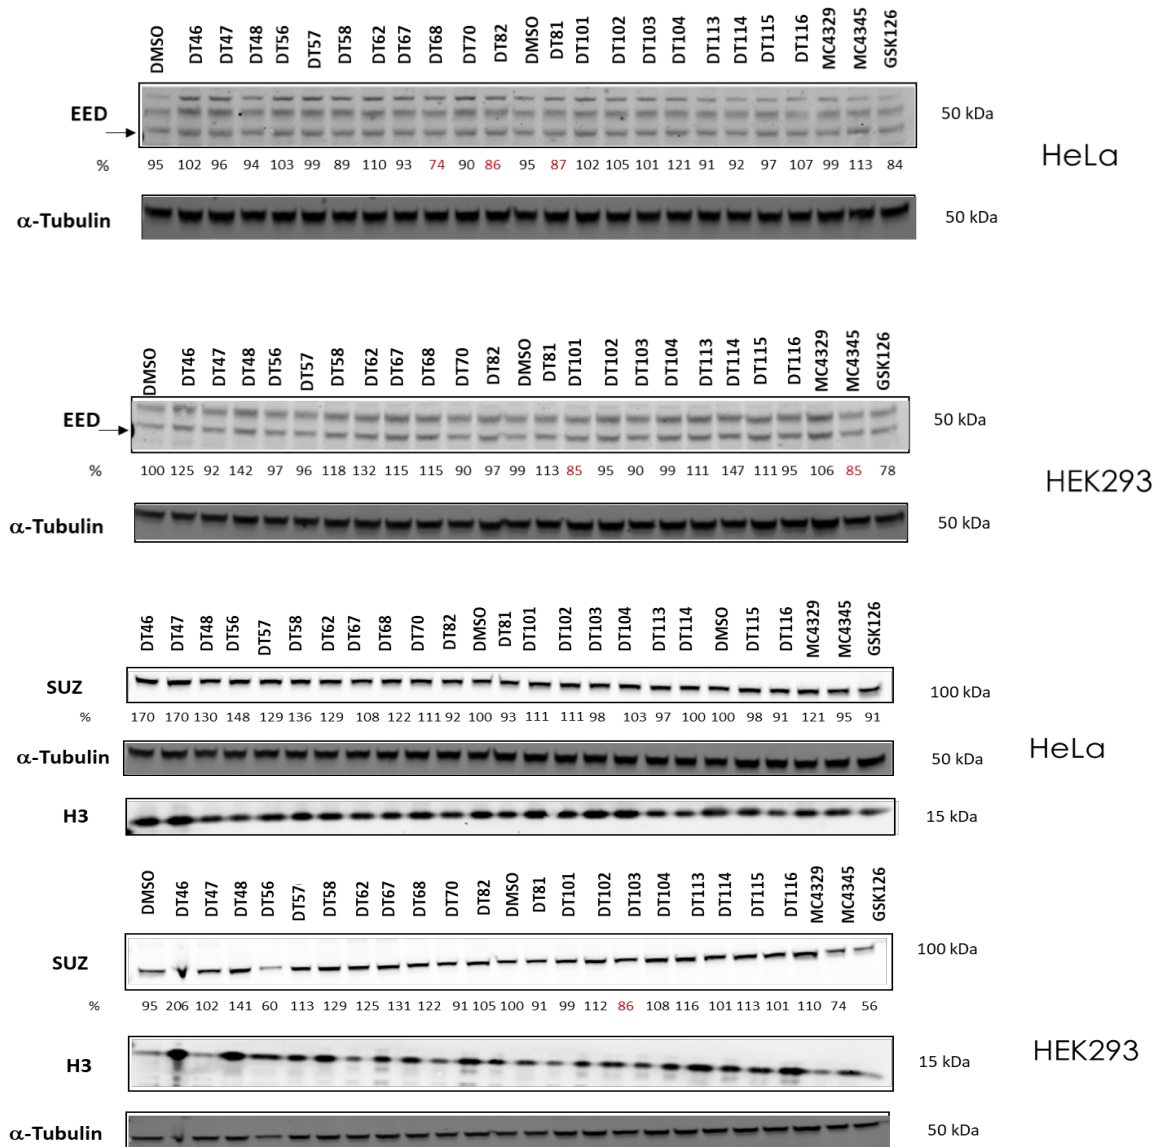 DMSO DT46 DT47 DT48 DT56 DT57 DT58 DT62 DT67 DT68 DT70 DT82 DMSO DT81 DT101 DT102 DT103 DT104 DT113 DT114 DT115 DT116 MC4329 MC4345 GSK126
EED 50 kDa
HeLa
% 95 102 96 94 103 99 89 110 93 74 90 86 95 87 102 105 101 121 91 92 97 107 99 113 84
α-Tubulin 50 kDa
DMSO DT46 DT47 DT48 DT56 DT57 DT58 DT62 DT67 DT68 DT70 DT82 DMSO DT81 DT101 DT102 DT103 DT104 DT113 DT114 DT115 DT116 MC4329 MC4345 GSK126
EED 50 kDa
% 100 125 92 142 97 96 118 132 115 115 90 97 99 113 85 95 90 99 111 147 111 95 106 85 78
HEK293
α-Tubulin 50 kDa
DT46 DT47 DT48 DT56 DT57 DT58 DT62 DT67 DT68 DT70 DT82 DMSO DT81 DT101 DT102 DT103 DT104 DT113 DT114 DMSO DT115 DT116 MC4329 MC4345 GSK126
SUZ 100 kDa
% 170 170 130 148 129 136 129 108 122 111 92 100 93 111 111 98 103 97 100 100 98 91 121 95 91
HeLa
α-Tubulin 50 kDa
H3 15 kDa
DMSO DT46 DT47 DT48 DT56 DT57 DT58 DT62 DT67 DT68 DT70 DT82 DMSO DT81 DT101 DT102 DT103 DT104 DT113 DT114 DT115 DT116 MC4329 MC4345 GSK126
SUZ 100 kDa
% 95 206 102 141 60 113 129 125 131 122 91 105 100 91 99 112 86 108 116 101 113 101 110 74 56
HEK293
H3 15 kDa
α-Tubulin 50 kDa